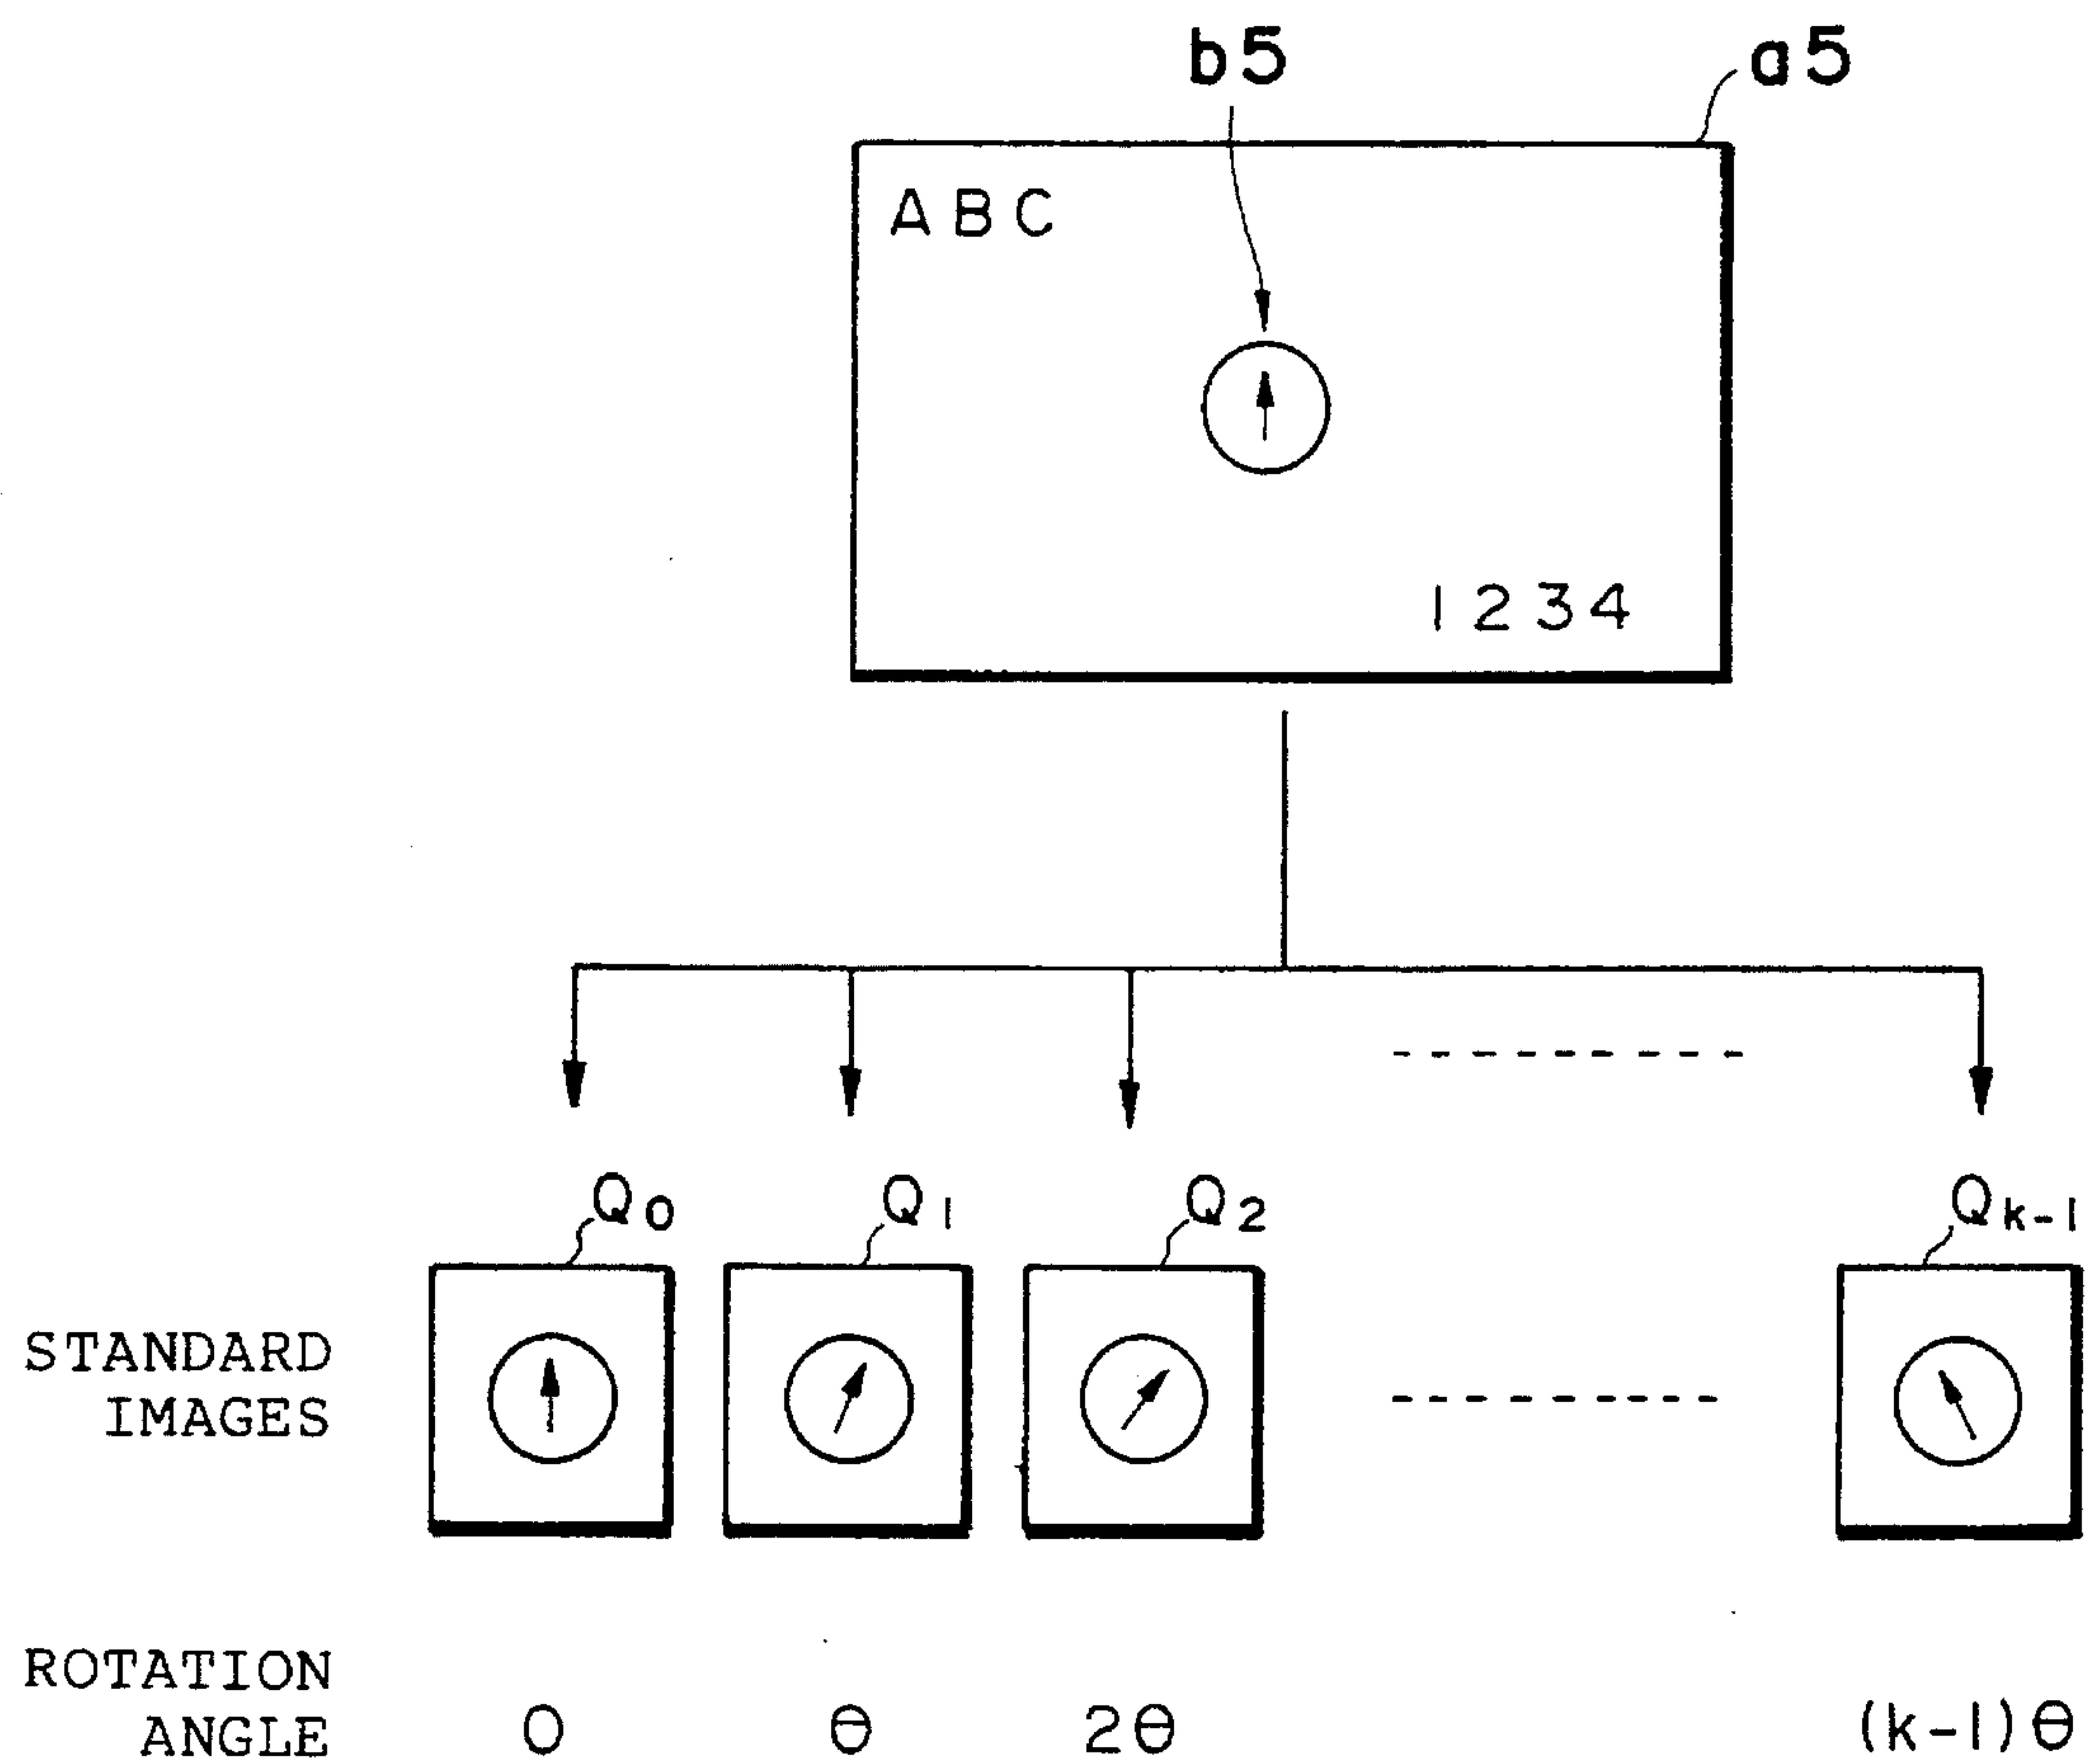 b5 a5
ABC
1234
Q0 Q1 Q2 Qk-1
STANDARD
IMAGES
ROTATION
ANGLE 0 θ 2θ (k-1)θ